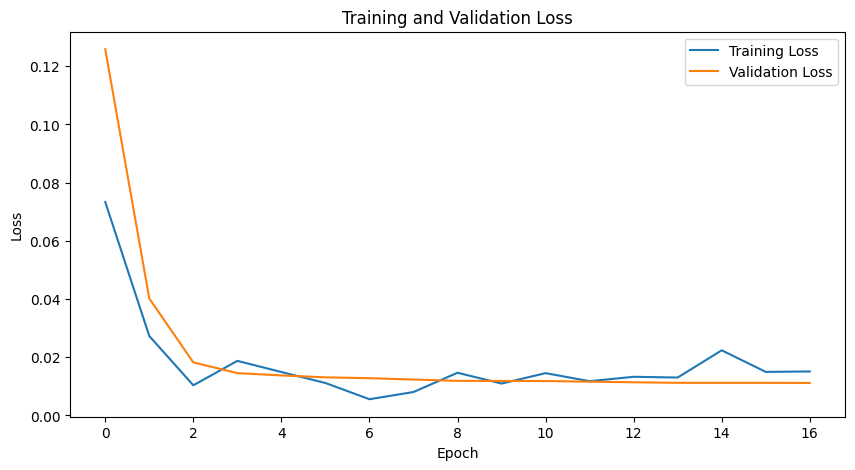 Training and Validation Loss
Training Loss
Validation Loss
0.12
0.10
0.08
0.06
0.04
0.02
0.00
Loss
0 2 4 6 8 10 12 14 16
Epoch